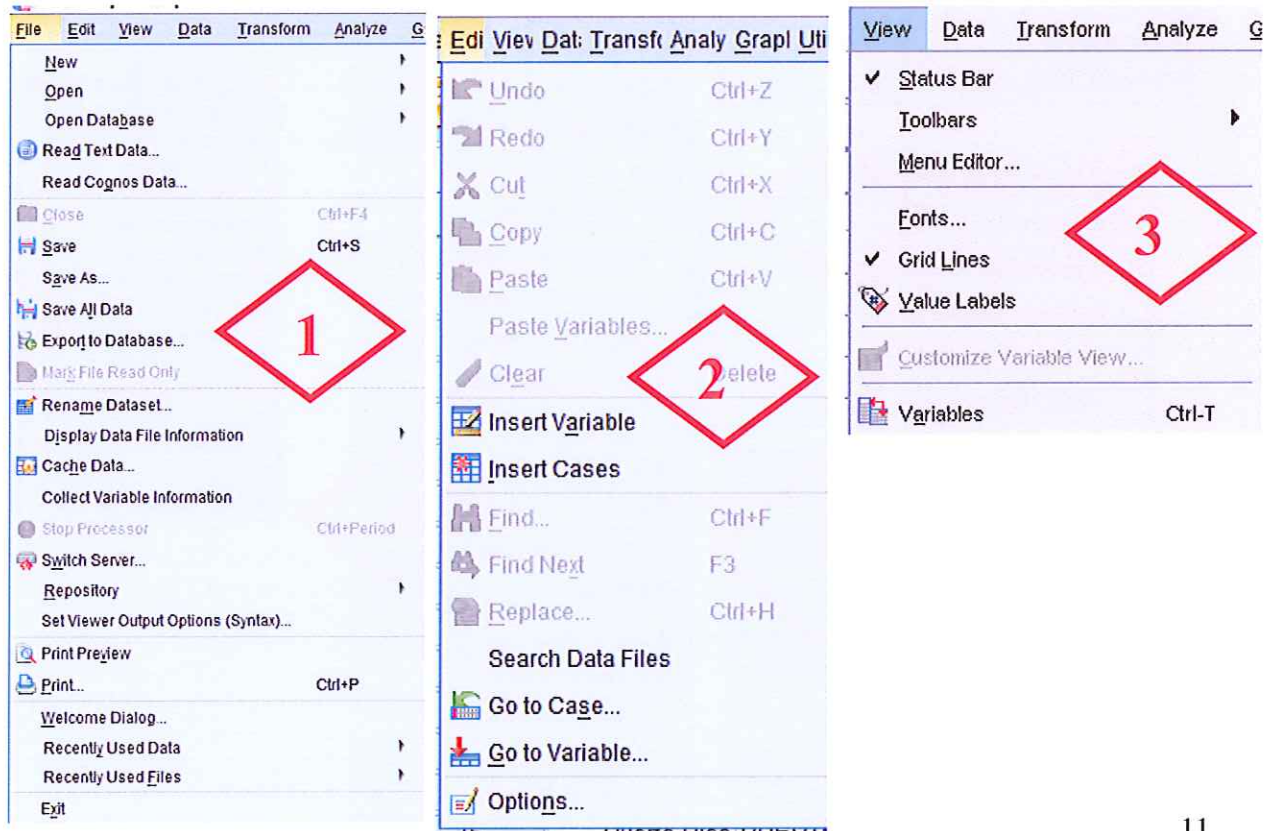 File Edit View Data Transform Analyze G
New
Open
Open Database
Read Text Data...
Read Cognos Data...
Close Ctrl+F4
Save Ctrl+S
Save As...
Save All Data
Export to Database...
Mark File Read Only
Rename Dataset...
Display Data File Information
Cache Data...
Collect Variable Information
Stop Processor Ctrl+Period
Switch Server...
Repository
Set Viewer Output Options (Syntax)...
Print Preview
Print... Ctrl+P
Welcome Dialog...
Recently Used Data
Recently Used Files
Exit
1
Edi Viev Dat: Transf Analy Grapl Uti
Undo Ctrl+Z
Redo Ctrl+Y
Cut Ctrl+X
Copy Ctrl+C
Paste Ctrl+V
Paste Variables...
Clear Delete
Insert Variable
Insert Cases
Find... Ctrl+F
Find Next F3
Replace... Ctrl+H
Search Data Files
Go to Case...
Go to Variable...
Options...
2
View Data Transform Analyze G
Status Bar
Toolbars
Menu Editor...
Fonts...
Grid Lines
Value Labels
Customize Variable View...
Variables Ctrl-T
3
11